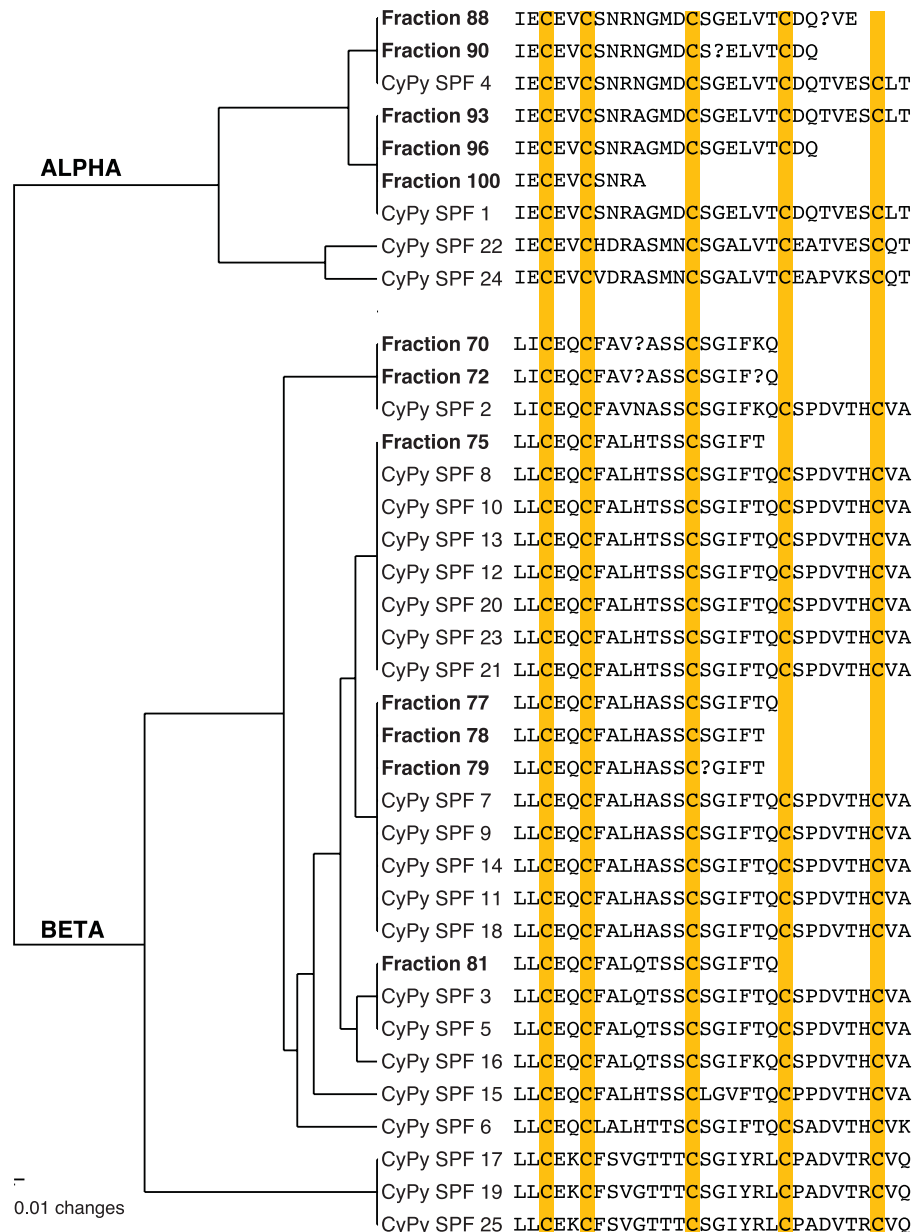 Fraction 88 IECEVCSNRNGMDCSGELVTCDQ?VE
Fraction 90 IECEVCSNRNGMDCS?ELVTCDQ
CyPy SPF 4 IECEVCSNRNGMDCSGELVTCDQTVESCLT
Fraction 93 IECEVCSNRAGMDCSGELVTCDQTVESCLT
Fraction 96 IECEVCSNRAGMDCSGELVTCDQ
ALPHA
Fraction 100 IECEVCSNRA
CyPy SPF 1 IECEVCSNRAGMDCSGELVTCDQTVESCLT
CyPy SPF 22 IECEVCHDRASMNCSGALVTCEATVESCQT
CyPy SPF 24 IECEVCVDRASMNCSGALVTCEAPVKSCQT
Fraction 70 LICEQCFAV?ASSCSGIFKQ
Fraction 72 LICEQCFAV?ASSCSGIF?Q
CyPy SPF 2 LICEQCFAVNASSCSGIFKQCSPDVTHCVA
Fraction 75 LLCEQCFALHTSSCSGIFT
CyPy SPF 8 LLCEQCFALHTSSCSGIFTQCSPDVTHCVA
CyPy SPF 10 LLCEQCFALHTSSCSGIFTQCSPDVTHCVA
CyPy SPF 13 LLCEQCFALHTSSCSGIFTQCSPDVTHCVA
CyPy SPF 12 LLCEQCFALHTSSCSGIFTQCSPDVTHCVA
CyPy SPF 20 LLCEQCFALHTSSCSGIFTQCSPDVTHCVA
CyPy SPF 23 LLCEQCFALHTSSCSGIFTQCSPDVTHCVA
CyPy SPF 21 LLCEQCFALHTSSCSGIFTQCSPDVTHCVA
Fraction 77 LLCEQCFALHASSCSGIFTQ
Fraction 78 LLCEQCFALHASSCSGIFT
Fraction 79 LLCEQCFALHASSC?GIFT
CyPy SPF 7 LLCEQCFALHASSCSGIFTQCSPDVTHCVA
CyPy SPF 9 LLCEQCFALHASSCSGIFTQCSPDVTHCVA
CyPy SPF 14 LLCEQCFALHASSCSGIFTQCSPDVTHCVA
CyPy SPF 11 LLCEQCFALHASSCSGIFTQCSPDVTHCVA
CyPy SPF 18 LLCEQCFALHASSCSGIFTQCSPDVTHCVA
BETA
Fraction 81 LLCEQCFALQTSSCSGIFTQ
CyPy SPF 3 LLCEQCFALQTSSCSGIFTQCSPDVTHCVA
CyPy SPF 5 LLCEQCFALQTSSCSGIFTQCSPDVTHCVA
CyPy SPF 16 LLCEQCFALQTSSCSGIFKQCSPDVTHCVA
CyPy SPF 15 LLCEQCFALHTSSCLGVFTQCPPDVTHCVA
CyPy SPF 6 LLCEQCLALHTTSCSGIFTQCSADVTHCVK
CyPy SPF 17 LLCEKCFSVGTTTCSGIYRLCPADVTRCVQ
CyPy SPF 19 LLCEKCFSVGTTTCSGIYRLCPADVTRCVQ
0.01 changes
CyPy SPF 25 LLCEKCFSVGTTTCSGIYRLCPADVTRCVQ